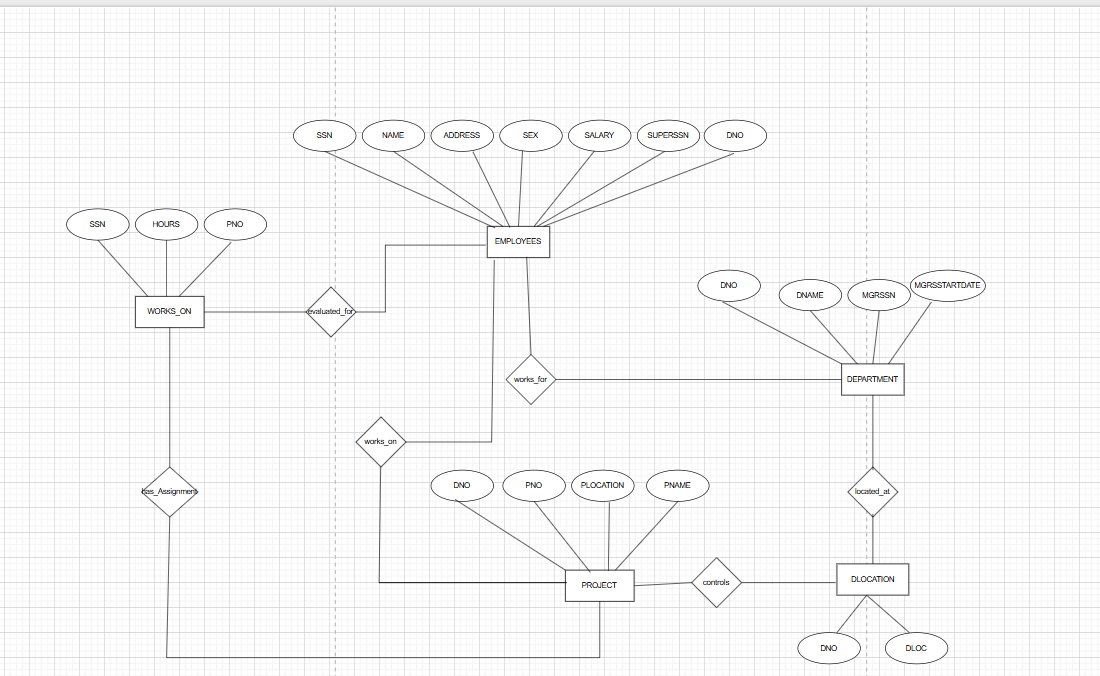 SSN
NAME
ADDRESS
SEX
SALARY
SUPERSSN
DNO
SSN
HOURS
PNO
EMPLOYEES
DNO
DNAME
MGRSSN
MGRSSTARTDATE
WORKS_ON
evaluated_for
works_for
DEPARTMENT
works_on
DNO
PNO
PLOCATION
PNAME
has_Assignment
located_at
PROJECT
controls
DLOCATION
DNO
DLOC